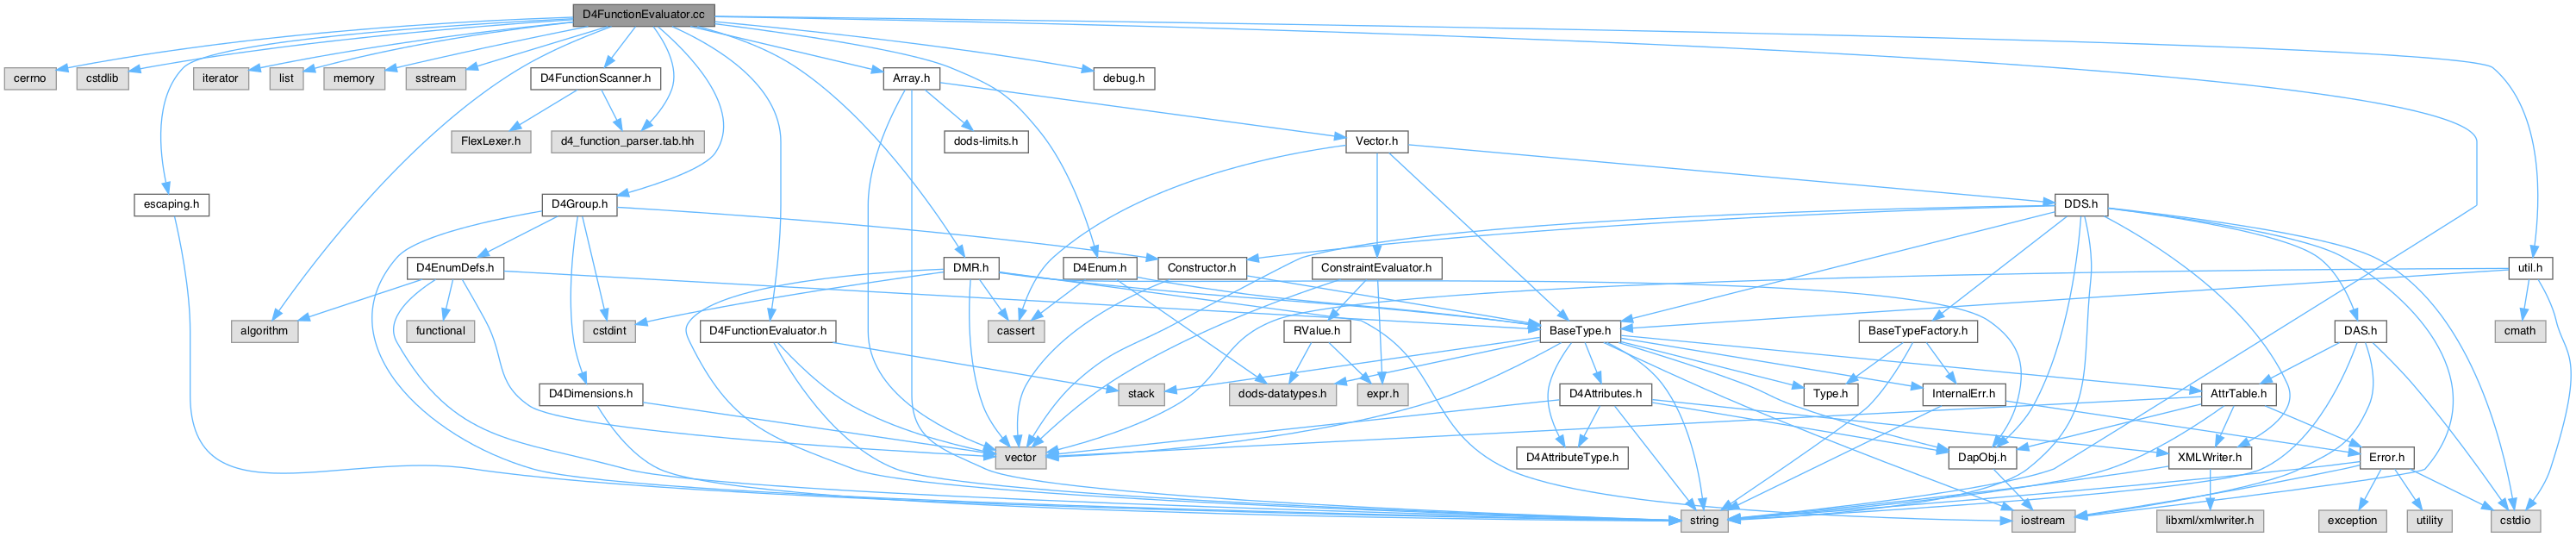 D4FunctionEvaluator.cc
cerrno
cstdlib
iterator
list
memory
sstream
D4FunctionScanner.h
Array.h
debug.h
FlexLexer.h
d4_function_parser.tab.hh
dods-limits.h
Vector.h
escaping.h
D4Group.h
DDS.h
D4EnumDefs.h
DMR.h
D4Enum.h
Constructor.h
ConstraintEvaluator.h
util.h
algorithm
functional
cstdint
D4FunctionEvaluator.h
cassert
RValue.h
BaseType.h
BaseTypeFactory.h
cmath
DAS.h
D4Dimensions.h
stack
dods-datatypes.h
expr.h
D4Attributes.h
Type.h
InternalErr.h
AttrTable.h
vector
D4AttributeType.h
DapObj.h
XMLWriter.h
Error.h
string
iostream
libxml/xmlwriter.h
exception
utility
cstdio